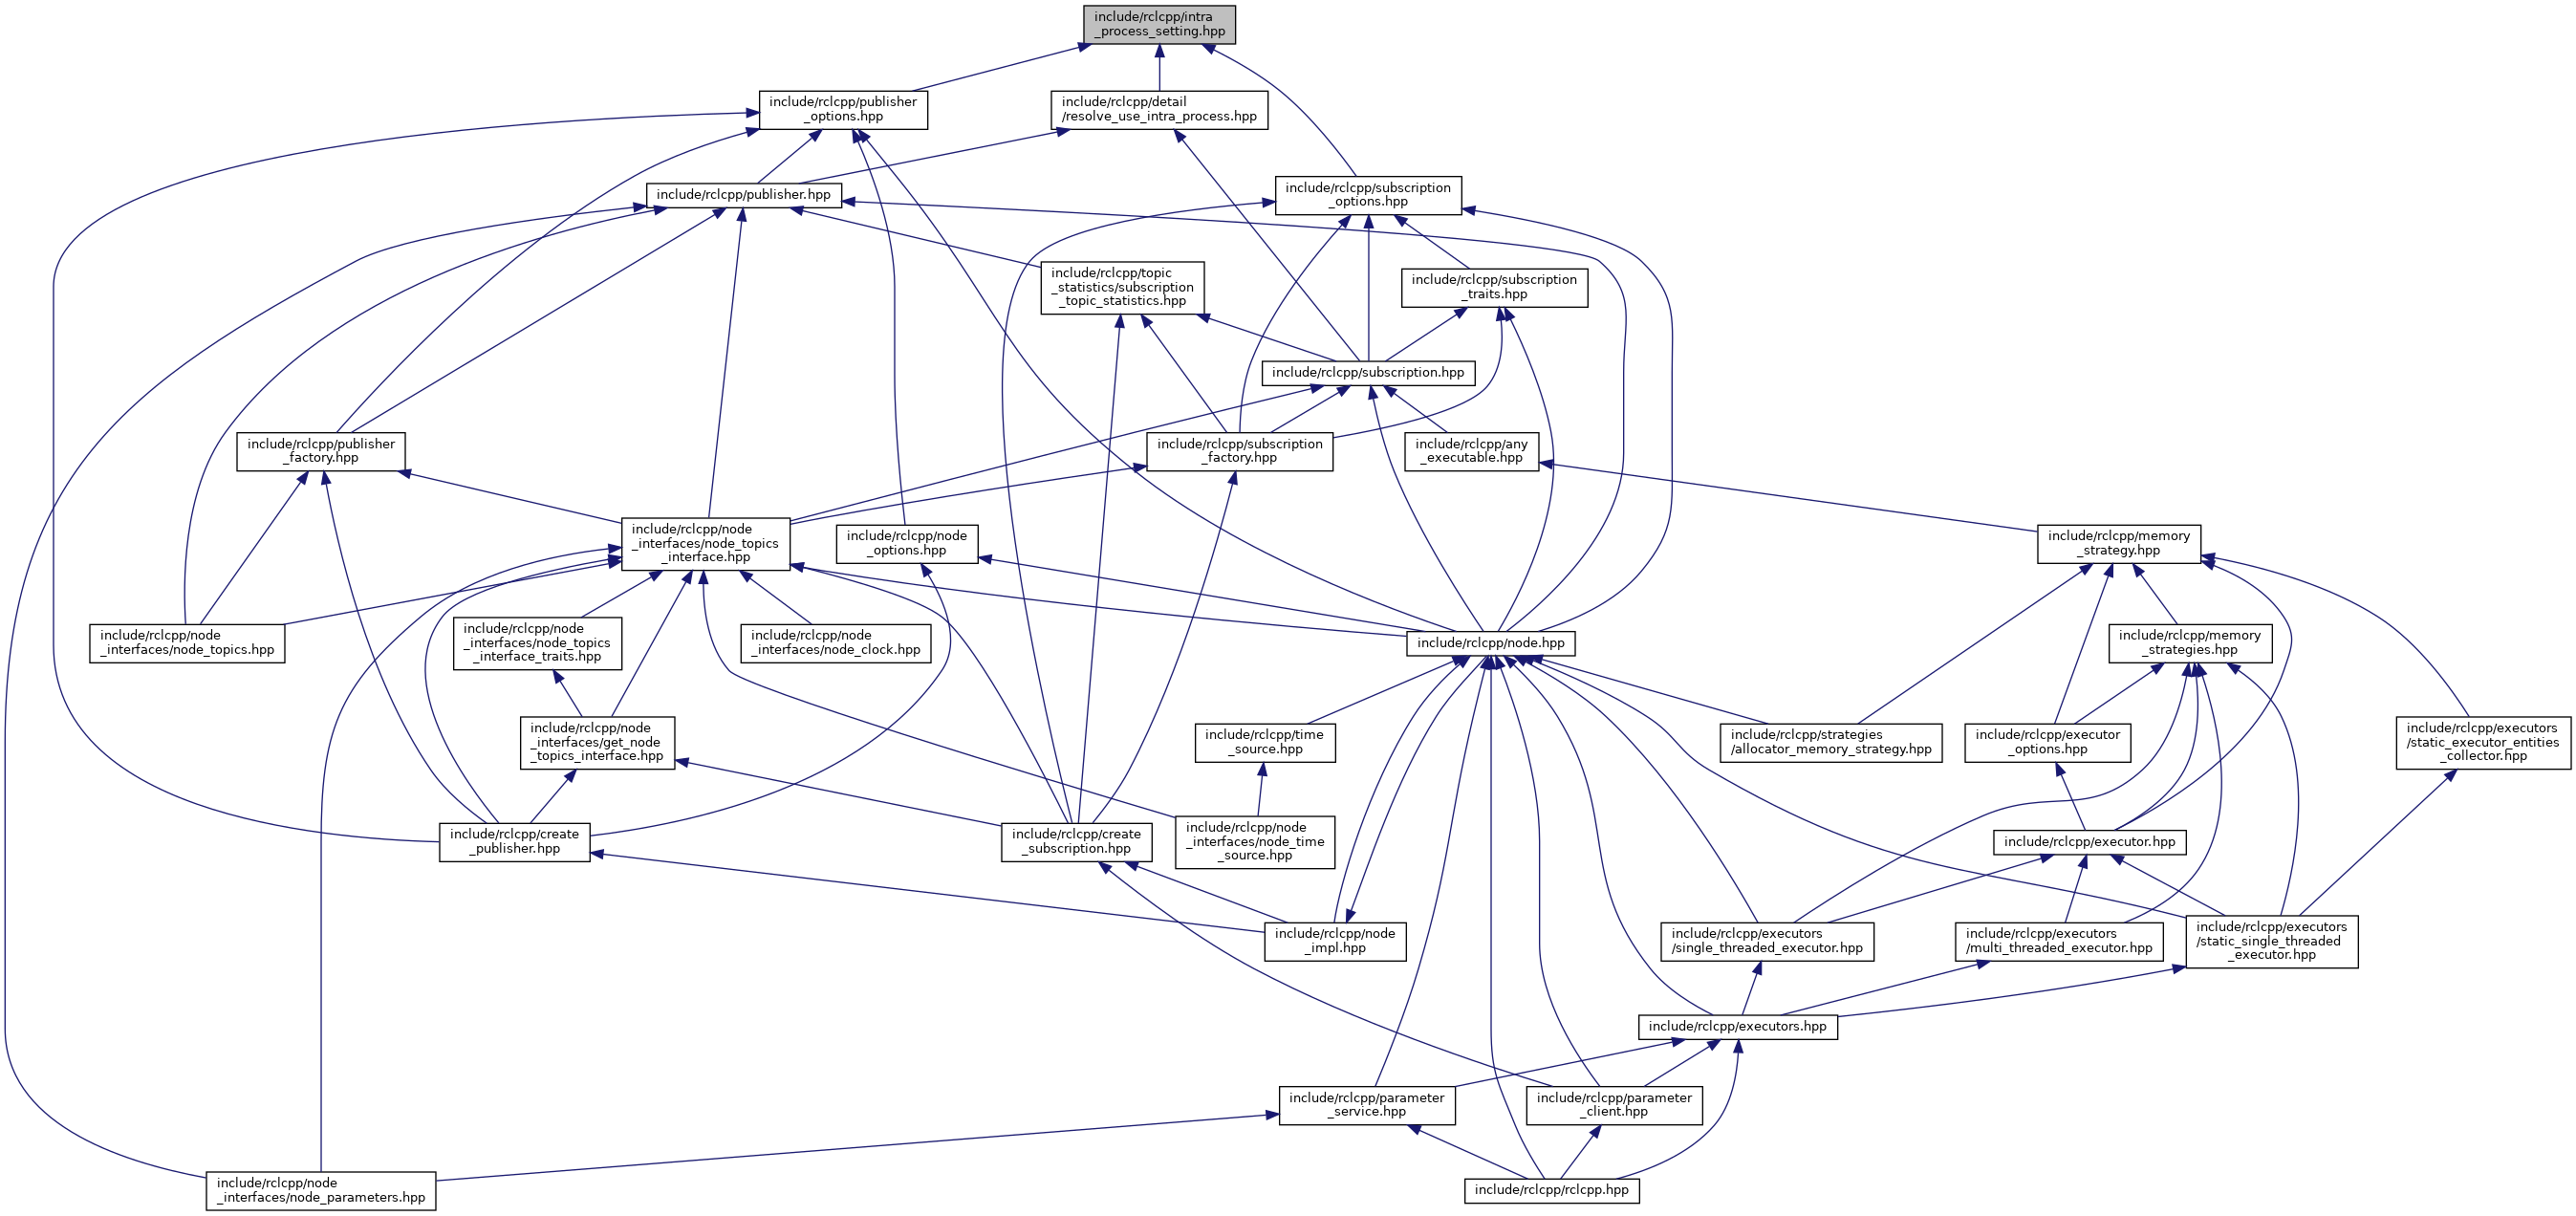 include/rclcpp/intra
_process_setting.hpp
include/rclcpp/publisher
_options.hpp
include/rclcpp/detail
/resolve_use_intra_process.hpp
include/rclcpp/publisher.hpp
include/rclcpp/subscription
_options.hpp
include/rclcpp/topic
_statistics/subscription
_topic_statistics.hpp
include/rclcpp/subscription
_traits.hpp
include/rclcpp/subscription.hpp
include/rclcpp/publisher
_factory.hpp
include/rclcpp/subscription
_factory.hpp
include/rclcpp/any
_executable.hpp
include/rclcpp/node
_interfaces/node_topics
_interface.hpp
include/rclcpp/node
_options.hpp
include/rclcpp/memory
_strategy.hpp
include/rclcpp/node
_interfaces/node_topics.hpp
include/rclcpp/node
_interfaces/node_topics
_interface_traits.hpp
include/rclcpp/node
_interfaces/node_clock.hpp
include/rclcpp/node.hpp
include/rclcpp/memory
_strategies.hpp
include/rclcpp/node
_interfaces/get_node
_topics_interface.hpp
include/rclcpp/time
_source.hpp
include/rclcpp/strategies
/allocator_memory_strategy.hpp
include/rclcpp/executor
_options.hpp
include/rclcpp/executors
/static_executor_entities
_collector.hpp
include/rclcpp/create
_publisher.hpp
include/rclcpp/create
_subscription.hpp
include/rclcpp/node
_interfaces/node_time
_source.hpp
include/rclcpp/executor.hpp
include/rclcpp/node
_impl.hpp
include/rclcpp/executors
/single_threaded_executor.hpp
include/rclcpp/executors
/multi_threaded_executor.hpp
include/rclcpp/executors
/static_single_threaded
_executor.hpp
include/rclcpp/executors.hpp
include/rclcpp/parameter
_service.hpp
include/rclcpp/parameter
_client.hpp
include/rclcpp/node
_interfaces/node_parameters.hpp
include/rclcpp/rclcpp.hpp